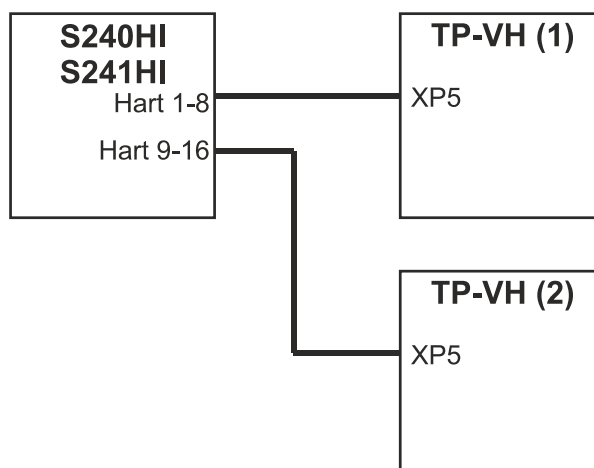 S240HI
S241HI
Hart 1-8
Hart 9-16
TP-VH (1)
XP5
TP-VH (2)
XP5